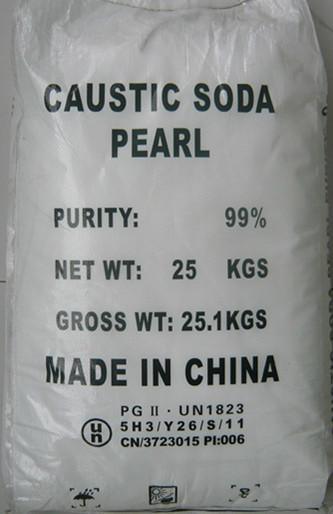 CAUSTIC SODA
PEARL
PURITY: 99%
NET WT: 25 KGS
GROSS WT: 25.1KGS
MADE IN CHINA
PG II · UN1823
un 5H3/Y26/S/11
CN/3723015 PI:006